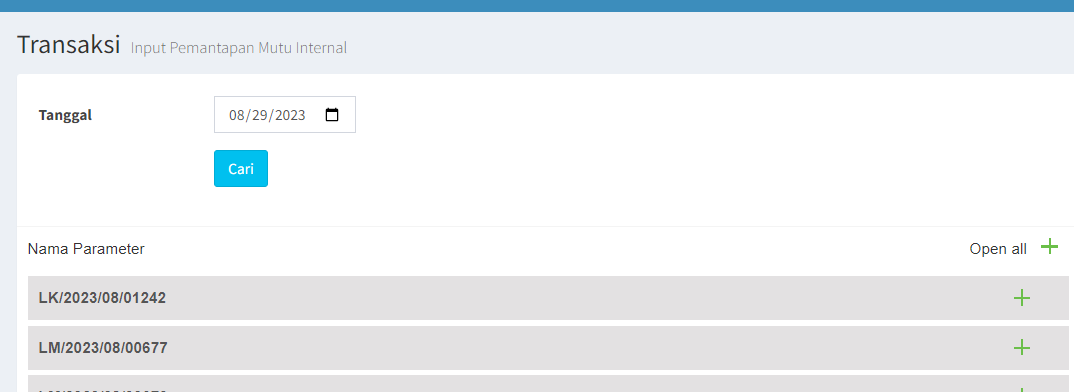 Transaksi Input Pemantapan Mutu Internal
Tanggal 08/29/2023
Cari
Nama Parameter Open all
LK/2023/08/01242
LM/2023/08/00677